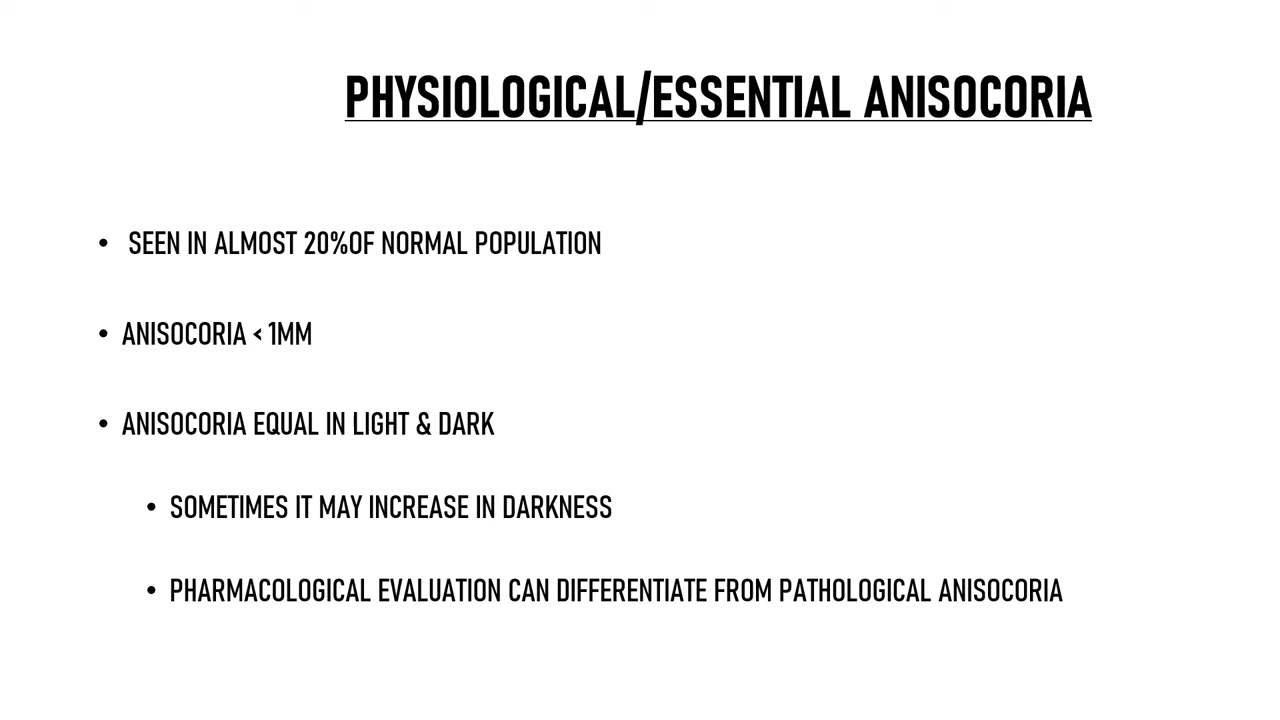 PHYSIOLOGICAL/ESSENTIAL ANISOCORIA
• SEEN IN ALMOST 20%OF NORMAL POPULATION
• ANISOCORIA < 1MM
• ANISOCORIA EQUAL IN LIGHT & DARK
• SOMETIMES IT MAY INCREASE IN DARKNESS
• PHARMACOLOGICAL EVALUATION CAN DIFFERENTIATE FROM PATHOLOGICAL ANISOCORIA